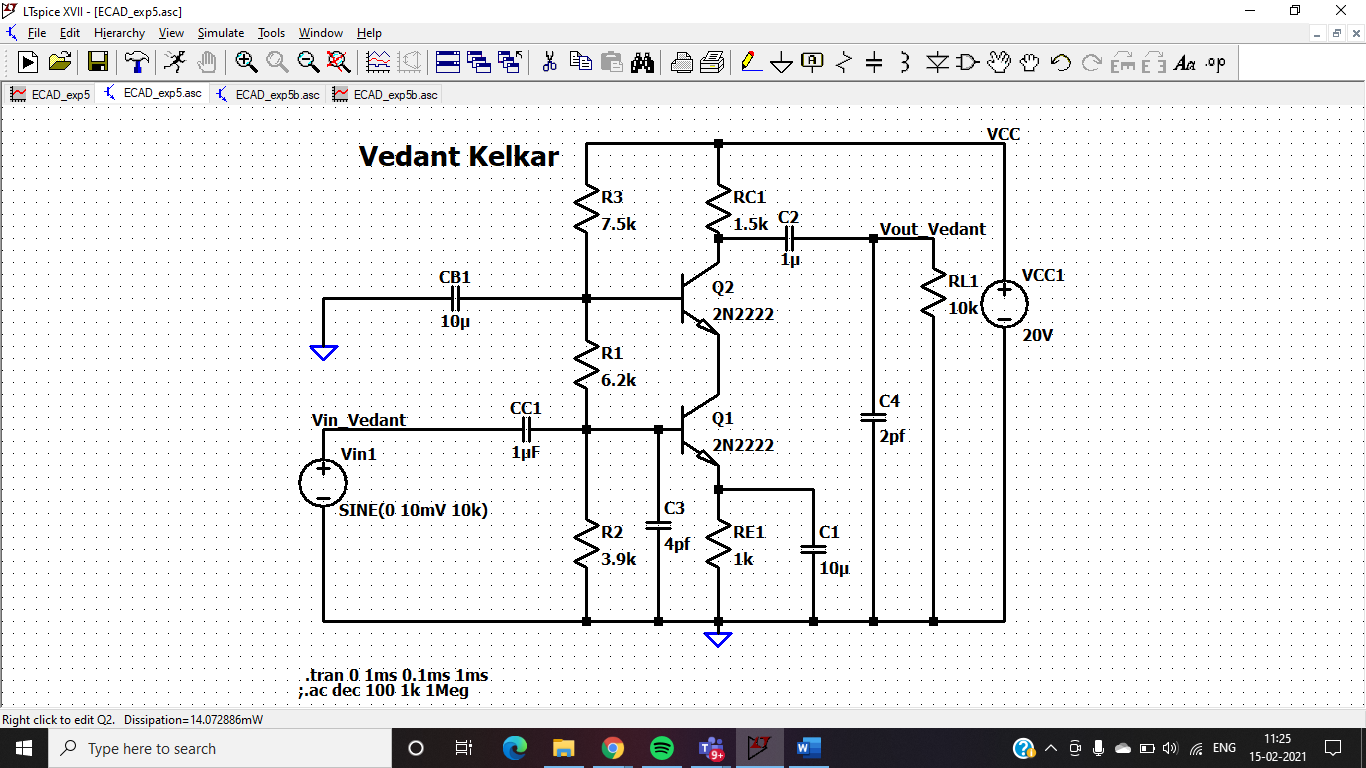 LTspice XVII - [ECAD_exp5.asc]
File Edit Hierarchy View Simulate Tools Window Help
Aa .op
ECAD_exp5 ECAD_exp5.asc ECAD_exp5b.asc ECAD_exp5b.asc
VCC
Vedant Kelkar
R3
7.5k
RC1
1.5k
C2
1µ
Vout_Vedant
CB1
10µ
Q2
2N2222
RL1
10k
VCC1
20V
R1
6.2k
Vin_Vedant
CC1
1µF
Q1
2N2222
C4
2pf
Vin1
SINE(0 10mV 10k)
R2
3.9k
C3
4pf
RE1
1k
C1
10µ
.tran 0 1ms 0.1ms 1ms
;.ac dec 100 1k 1Meg
Right click to edit Q2. Dissipation=14.072886mW
Type here to search
9+
W
ENG
11:25
15-02-2021